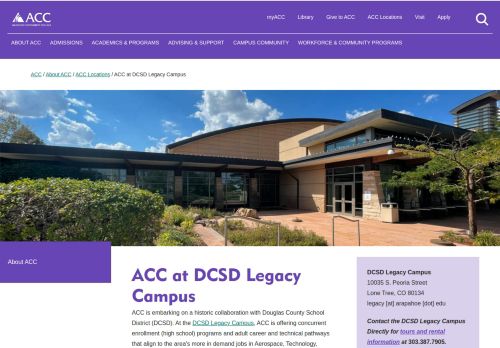 myACC Library Give to ACC ACC Locations Visit Apply
ACC
ABOUT ACC ADMISSIONS ACADEMICS & PROGRAMS ADVISING & SUPPORT CAMPUS COMMUNITY WORKFORCE & COMMUNITY PROGRAMS
ACC / About ACC / ACC Locations / ACC at DCSD Legacy Campus
About ACC
ACC at DCSD Legacy
Campus
ACC is embarking on a historic collaboration with Douglas County School
District (DCSD). At the DCSD Legacy Campus, ACC is offering concurrent
enrollment (high school) programs and adult career and technical pathways
that align to the area's more in demand jobs in Aerospace, Technology,
DCSD Legacy Campus
10035 S. Peoria Street
Lone Tree, CO 80134
legacy [at] arapahoe [dot] edu
Contact the DCSD Legacy Campus
Directly for tours and rental
information at 303.387.7905.